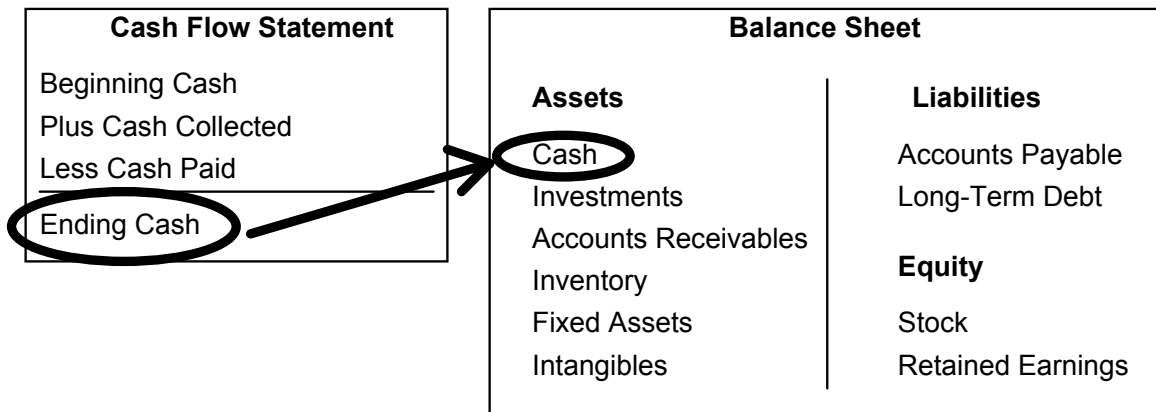 Cash Flow Statement
Beginning Cash
Plus Cash Collected
Less Cash Paid
Ending Cash
Balance Sheet
Assets
Cash
Investments
Accounts Receivables
Inventory
Fixed Assets
Intangibles
Liabilities
Accounts Payable
Long-Term Debt
Equity
Stock
Retained Earnings